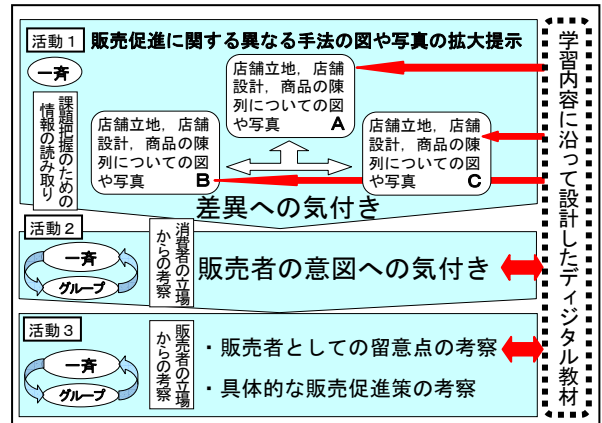 活動１
販売促進に関する異なる手法の図や写真の拡大提示
一斉
課題把握のための
情報の読み取り
店舗立地，店舗
設計，商品の陳
列についての図
や写真 A
店舗立地，店舗
設計，商品の陳
列についての図
や写真 B
店舗立地，店舗
設計，商品の陳
列についての図
や写真 C
差異への気付き
活動２
一斉
グループ
消費者の立場
からの考察
販売者の意図への気付き
活動３
一斉
グループ
販売者の立場
からの考察
・販売者としての留意点の考察
・具体的な販売促進策の考察
学習内容に沿って設計したディジタル教材